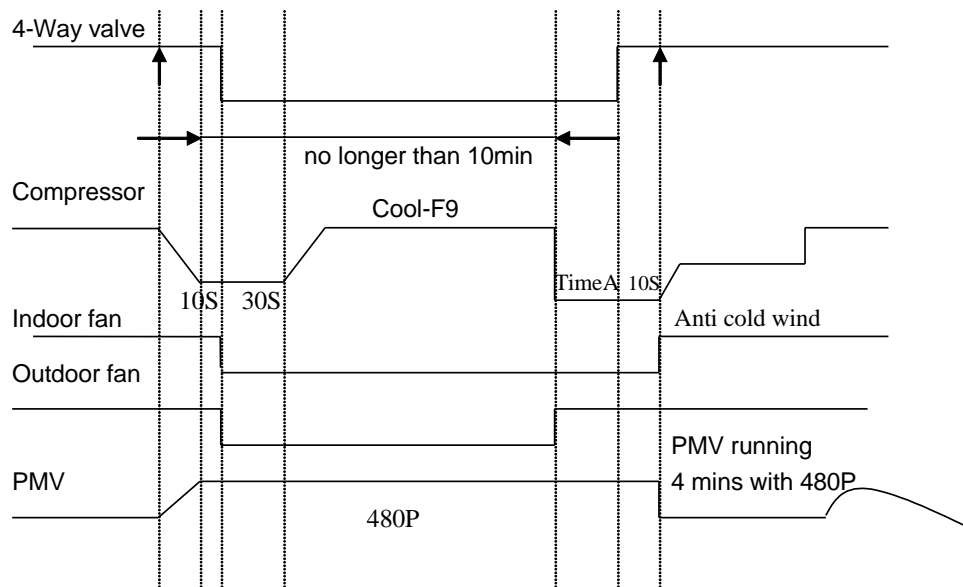 4-Way valve
no longer than 10min
Compressor
Cool-F9
TimeA 10S
10S 30S
Indoor fan
Anti cold wind
Outdoor fan
PMV running
PMV
4 mins with 480P
480P